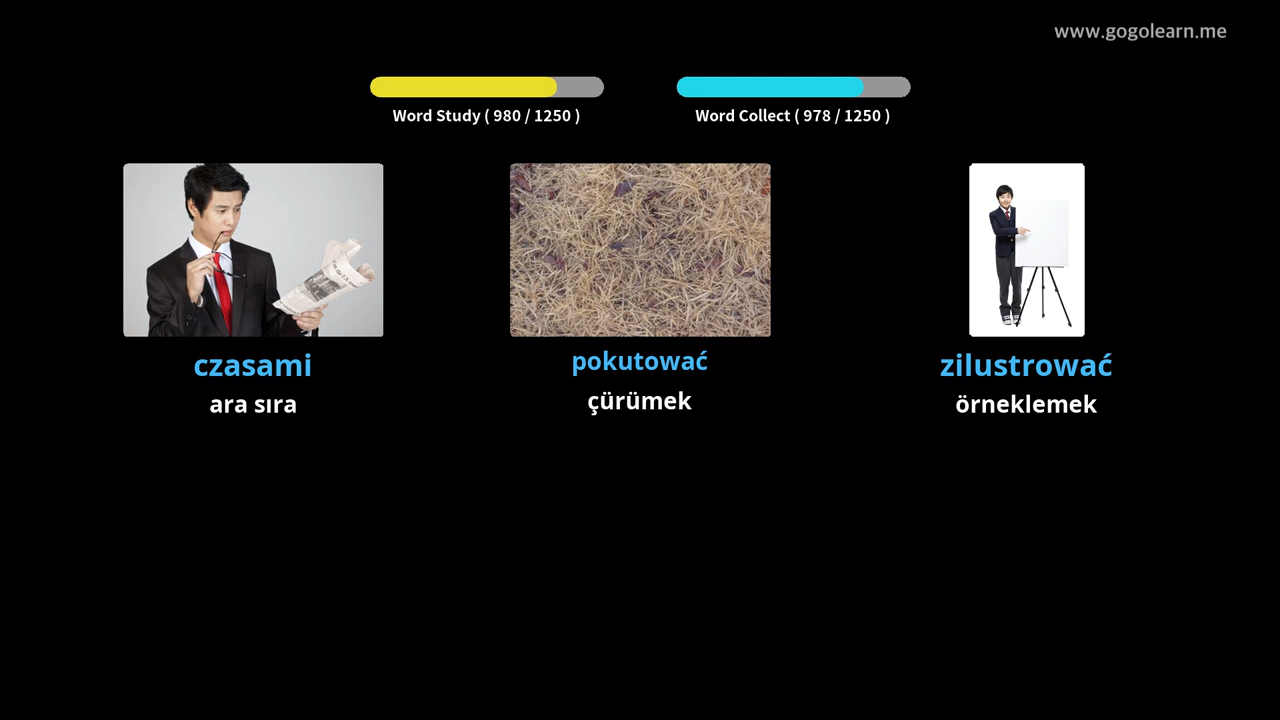 www.gogolearn.me
Word Study ( 980 / 1250 )
Word Collect ( 978 / 1250 )
czasami
ara sıra
pokutować
çürümek
zilustrować
örneklemek